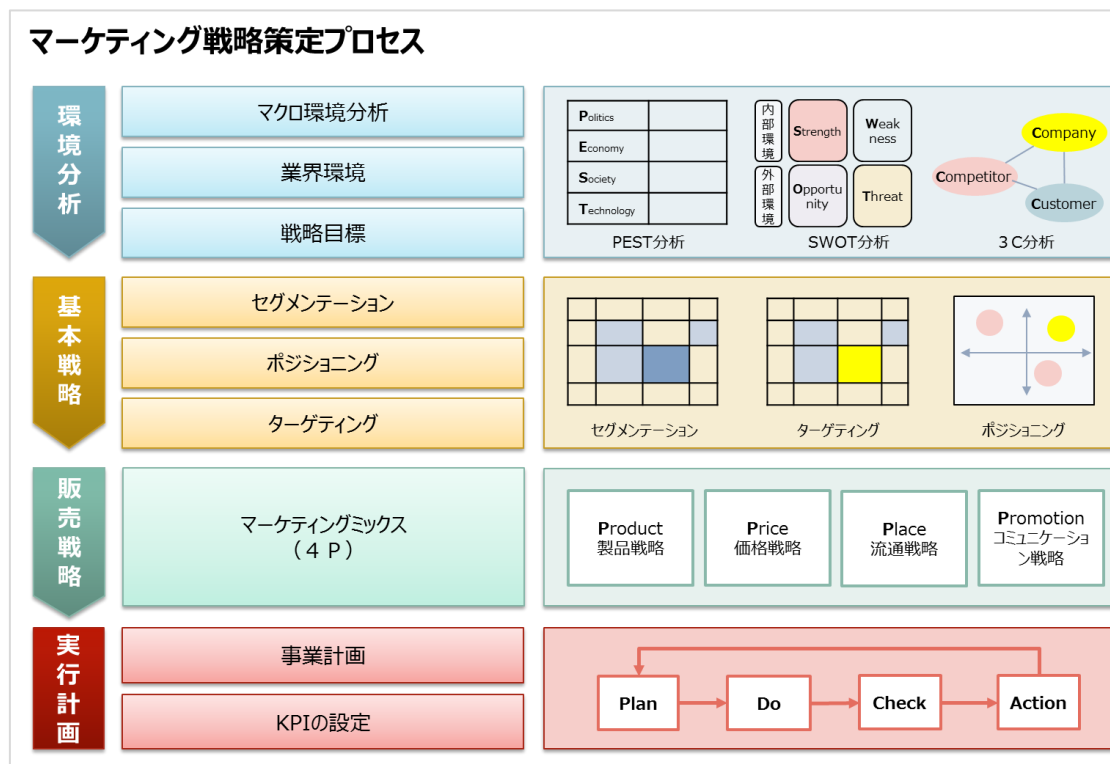 マーケティング戦略策定プロセス
環境分析
マクロ環境分析
業界環境
戦略目標
Politics
Economy
Society
Technology
PEST分析
内部環境
外部環境
Strength
Weak
ness
Opportu
nity
Threat
SWOT分析
Company
Competitor
Customer
３C分析
基本戦略
セグメンテーション
ポジショニング
ターゲティング
セグメンテーション
ターゲティング
ポジショニング
販売戦略
マーケティングミックス
（４Ｐ）
Product
製品戦略
Price
価格戦略
Place
流通戦略
Promotion
コミュニケーショ
ン戦略
実行計画
事業計画
KPIの設定
Plan
Do
Check
Action